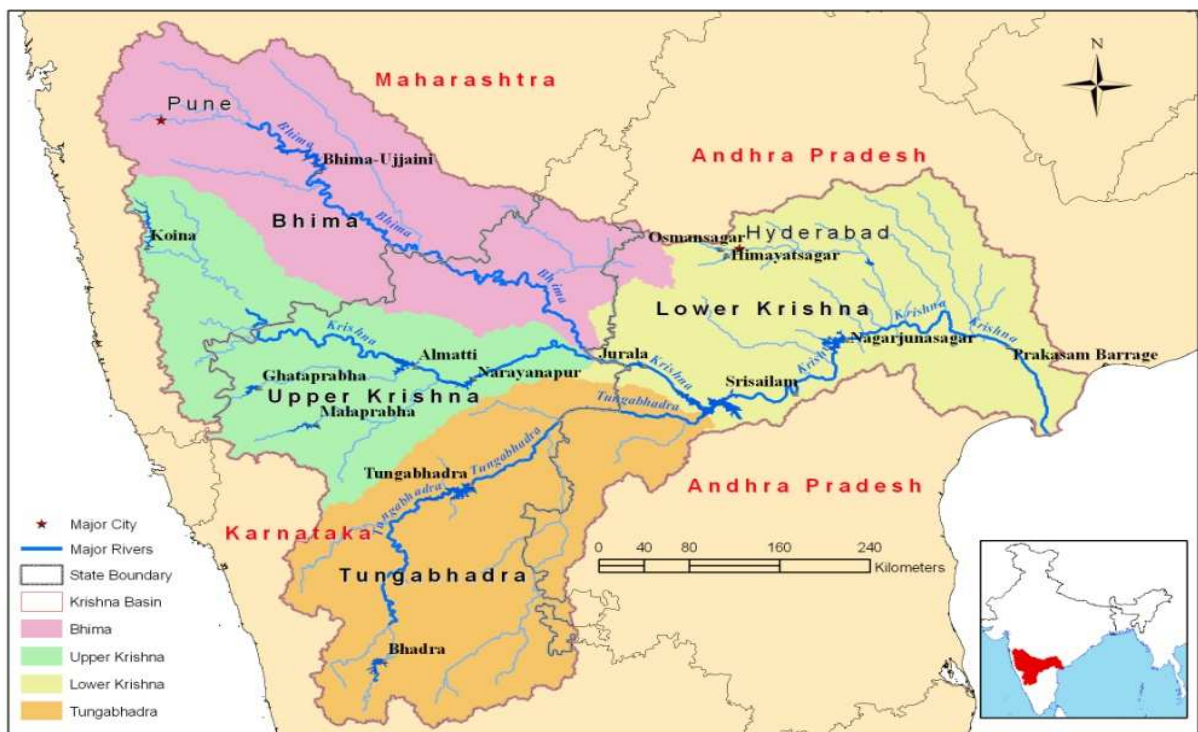 N
Maharashtra
Pune
Bhima
Bhima-Ujjaini
Andhra Pradesh
Bhima
Bhima
Koina
Osmansagar
Hyderabad
Himayatsagar
Bhima
Lower Krishna
Krishna
Krishna
Krishna
Almatti
Jurala
Nagarjunasagar
Prakasam Barrage
Ghataprabha
Narayanapur
Krishna
Krishna
Srisailam
Upper Krishna
Malaprabha
Tungabhadra
Tungabhadra
Tungabhadra
Tungabhadra
Andhra Pradesh
Karnataka
Tungabhadra
Bhadra
0 40 80 160 240
Kilometers
Major City
Major Rivers
State Boundary
Krishna Basin
Bhima
Upper Krishna
Lower Krishna
Tungabhadra